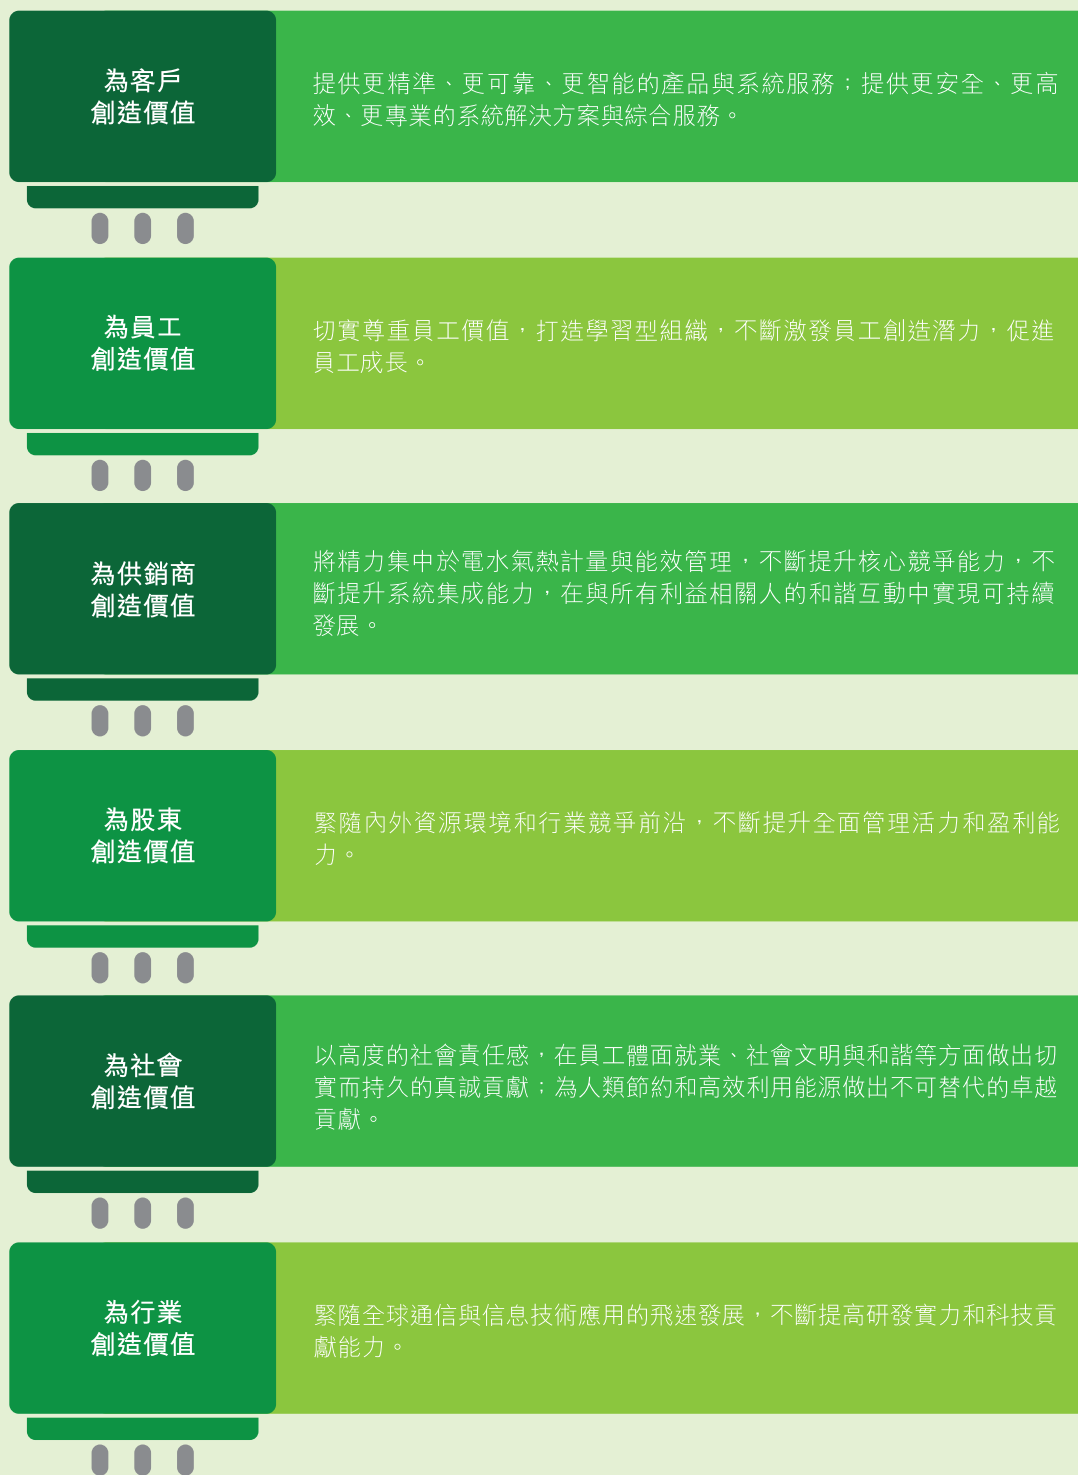 為客戶
創造價值
提供更精準、更可靠、更智能的產品與系統服務；提供更安全、更高
效、更專業的系統解決方案與綜合服務。
為員工
創造價值
切實尊重員工價值，打造學習型組織，不斷激發員工創造潛力，促進
員工成長。
為供銷商
創造價值
將精力集中於電水氣熱計量與能效管理，不斷提升核心競爭能力，不
斷提升系統集成能力，在與所有利益相關人的和諧互動中實現可持續
發展。
為股東
創造價值
緊隨內外資源環境和行業競爭前沿，不斷提升全面管理活力和盈利能
力。
為社會
創造價值
以高度的社會責任感，在員工體面就業、社會文明與和諧等方面做出切
實而持久的真誠貢獻；為人類節約和高效利用能源做出不可替代的卓越
貢獻。
為行業
創造價值
緊隨全球通信與信息技術應用的飛速發展，不斷提高研發實力和科技貢
獻能力。